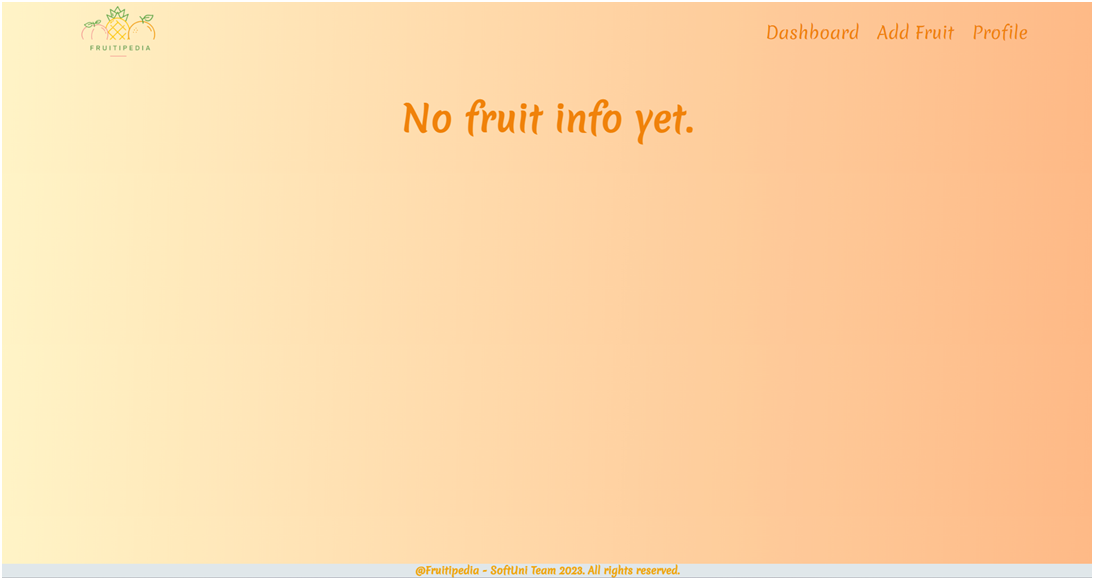 FRUITIPEDIA
Dashboard Add Fruit Profile
No fruit info yet.
@Fruitipedia - SoftUni Team 2023. All rights reserved.